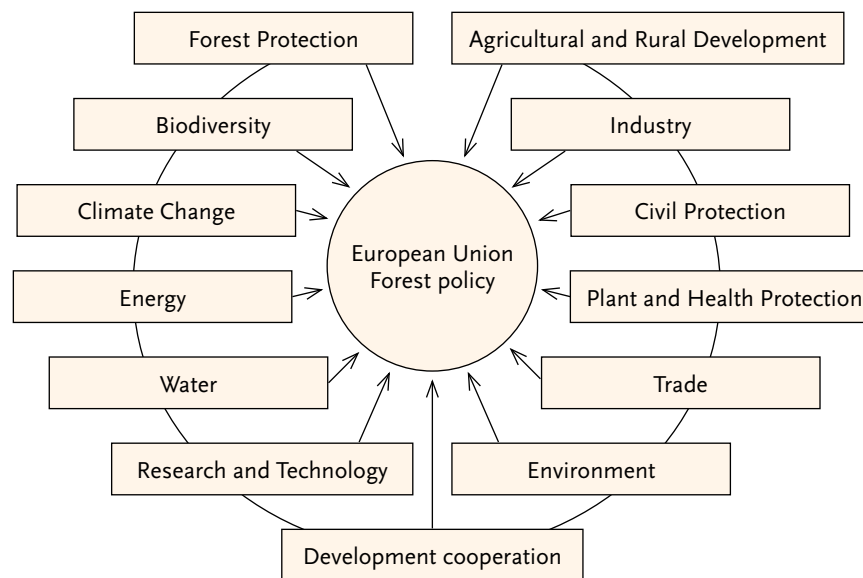 Forest Protection
Agricultural and Rural Development
Biodiversity
Industry
Climate Change
Civil Protection
European Union
Forest policy
Energy
Plant and Health Protection
Water
Trade
Research and Technology
Environment
Development cooperation